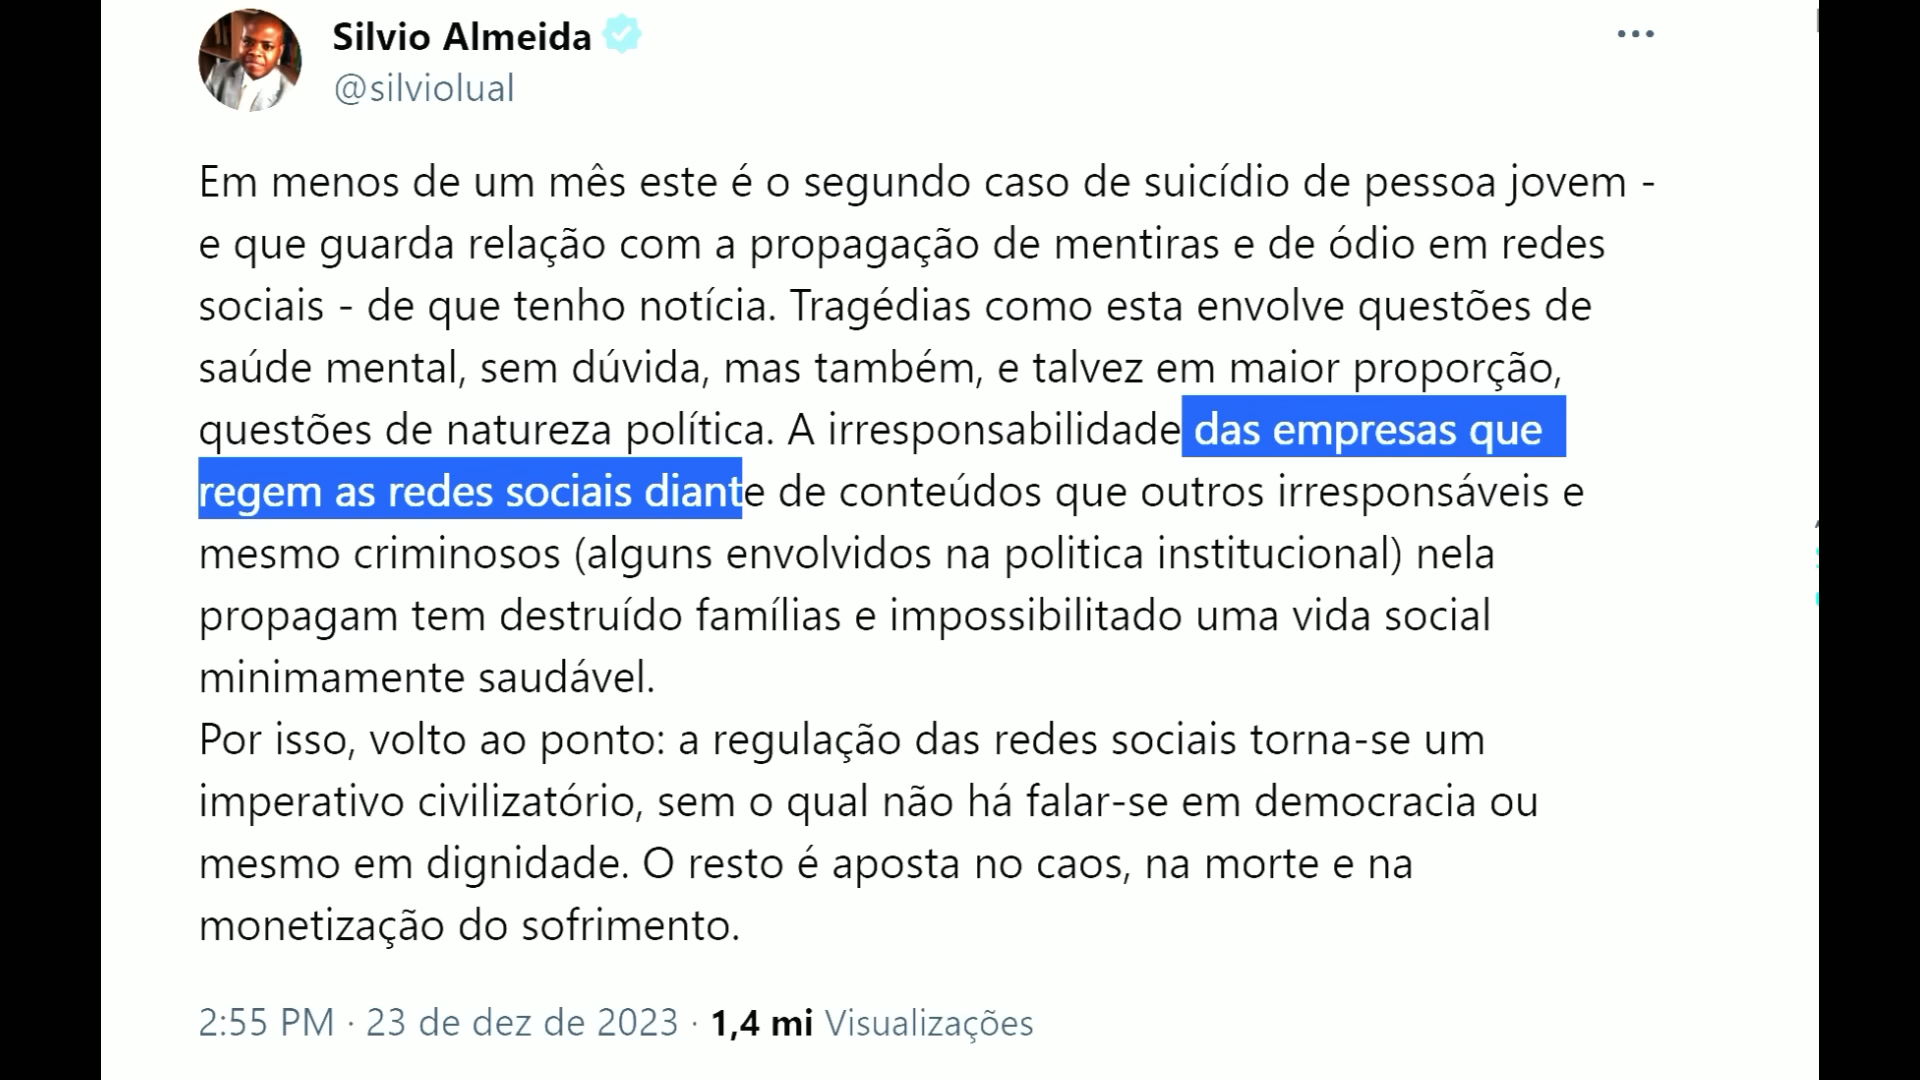 Silvio Almeida
@silviolual
Em menos de um mês este é o segundo caso de suicídio de pessoa jovem -
e que guarda relação com a propagação de mentiras e de ódio em redes
sociais - de que tenho notícia. Tragédias como esta envolve questões de
saúde mental, sem dúvida, mas também, e talvez em maior proporção,
questões de natureza política. A irresponsabilidade das empresas que
regem as redes sociais diante de conteúdos que outros irresponsáveis e
mesmo criminosos (alguns envolvidos na politica institucional) nela
propagam tem destruído famílias e impossibilitado uma vida social
minimamente saudável.
Por isso, volto ao ponto: a regulação das redes sociais torna-se um
imperativo civilizatório, sem o qual não há falar-se em democracia ou
mesmo em dignidade. O resto é aposta no caos, na morte e na
monetização do sofrimento.
2:55 PM · 23 de dez de 2023 · 1,4 mi Visualizações